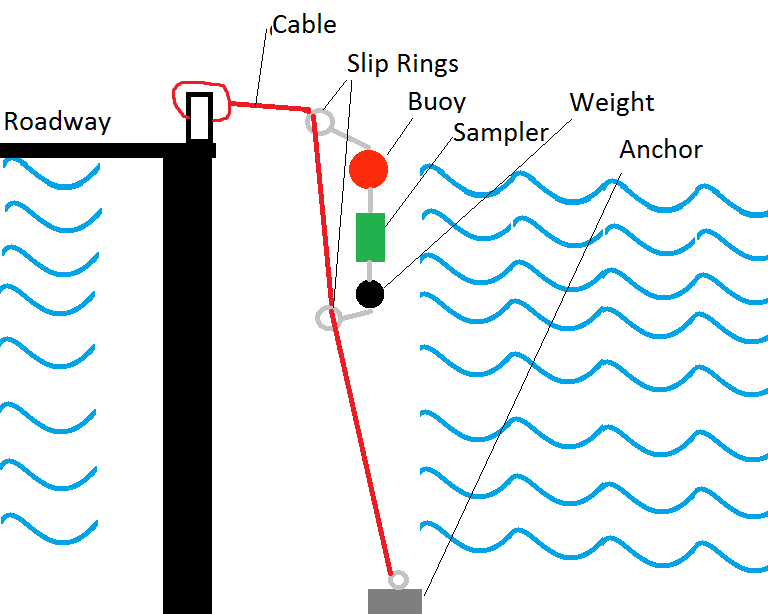 Cable
Slip Rings
Buoy
Weight
Roadway
Sampler
Anchor